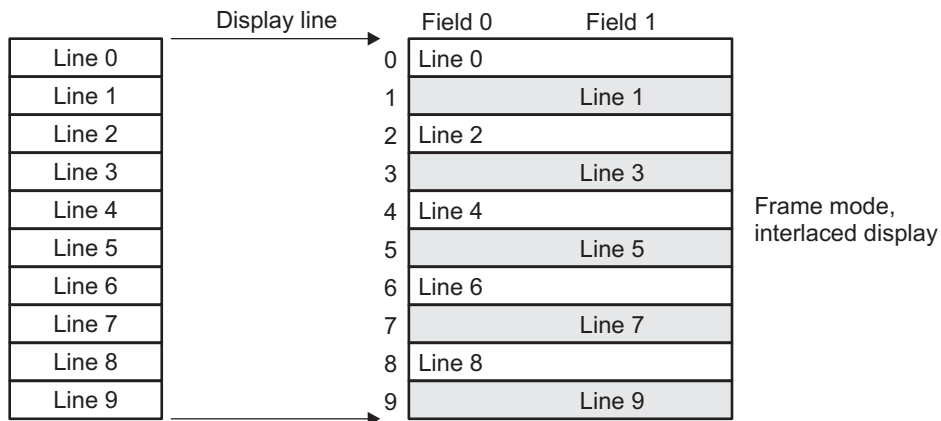 Display line
Field 0 Field 1
Line 0 0 Line 0
Line 1 1 Line 1
Line 2 2 Line 2
Line 3 3 Line 3
Line 4 4 Line 4
Line 5 5 Line 5
Line 6 6 Line 6
Line 7 7 Line 7
Line 8 8 Line 8
Line 9 9 Line 9
Frame mode,
interlaced display